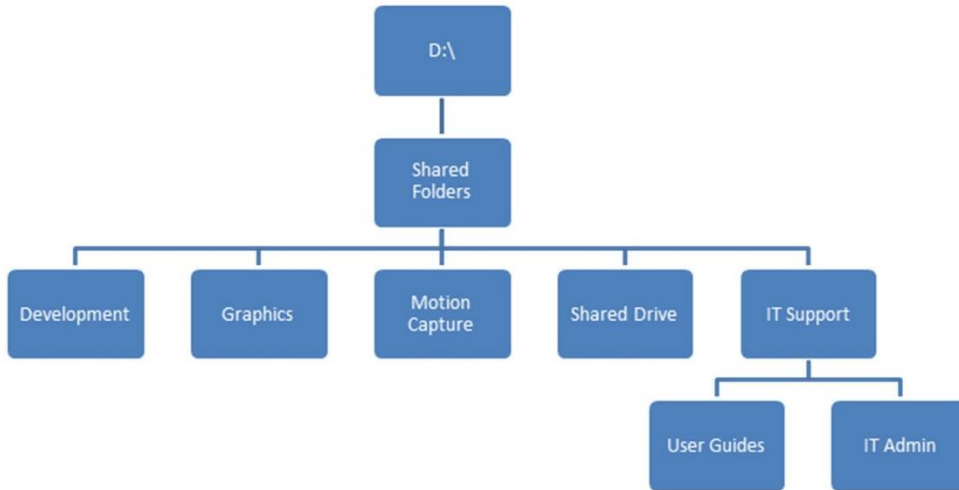 D:\
Shared
Folders
Development
Graphics
Motion
Capture
Shared Drive
IT Support
User Guides
IT Admin